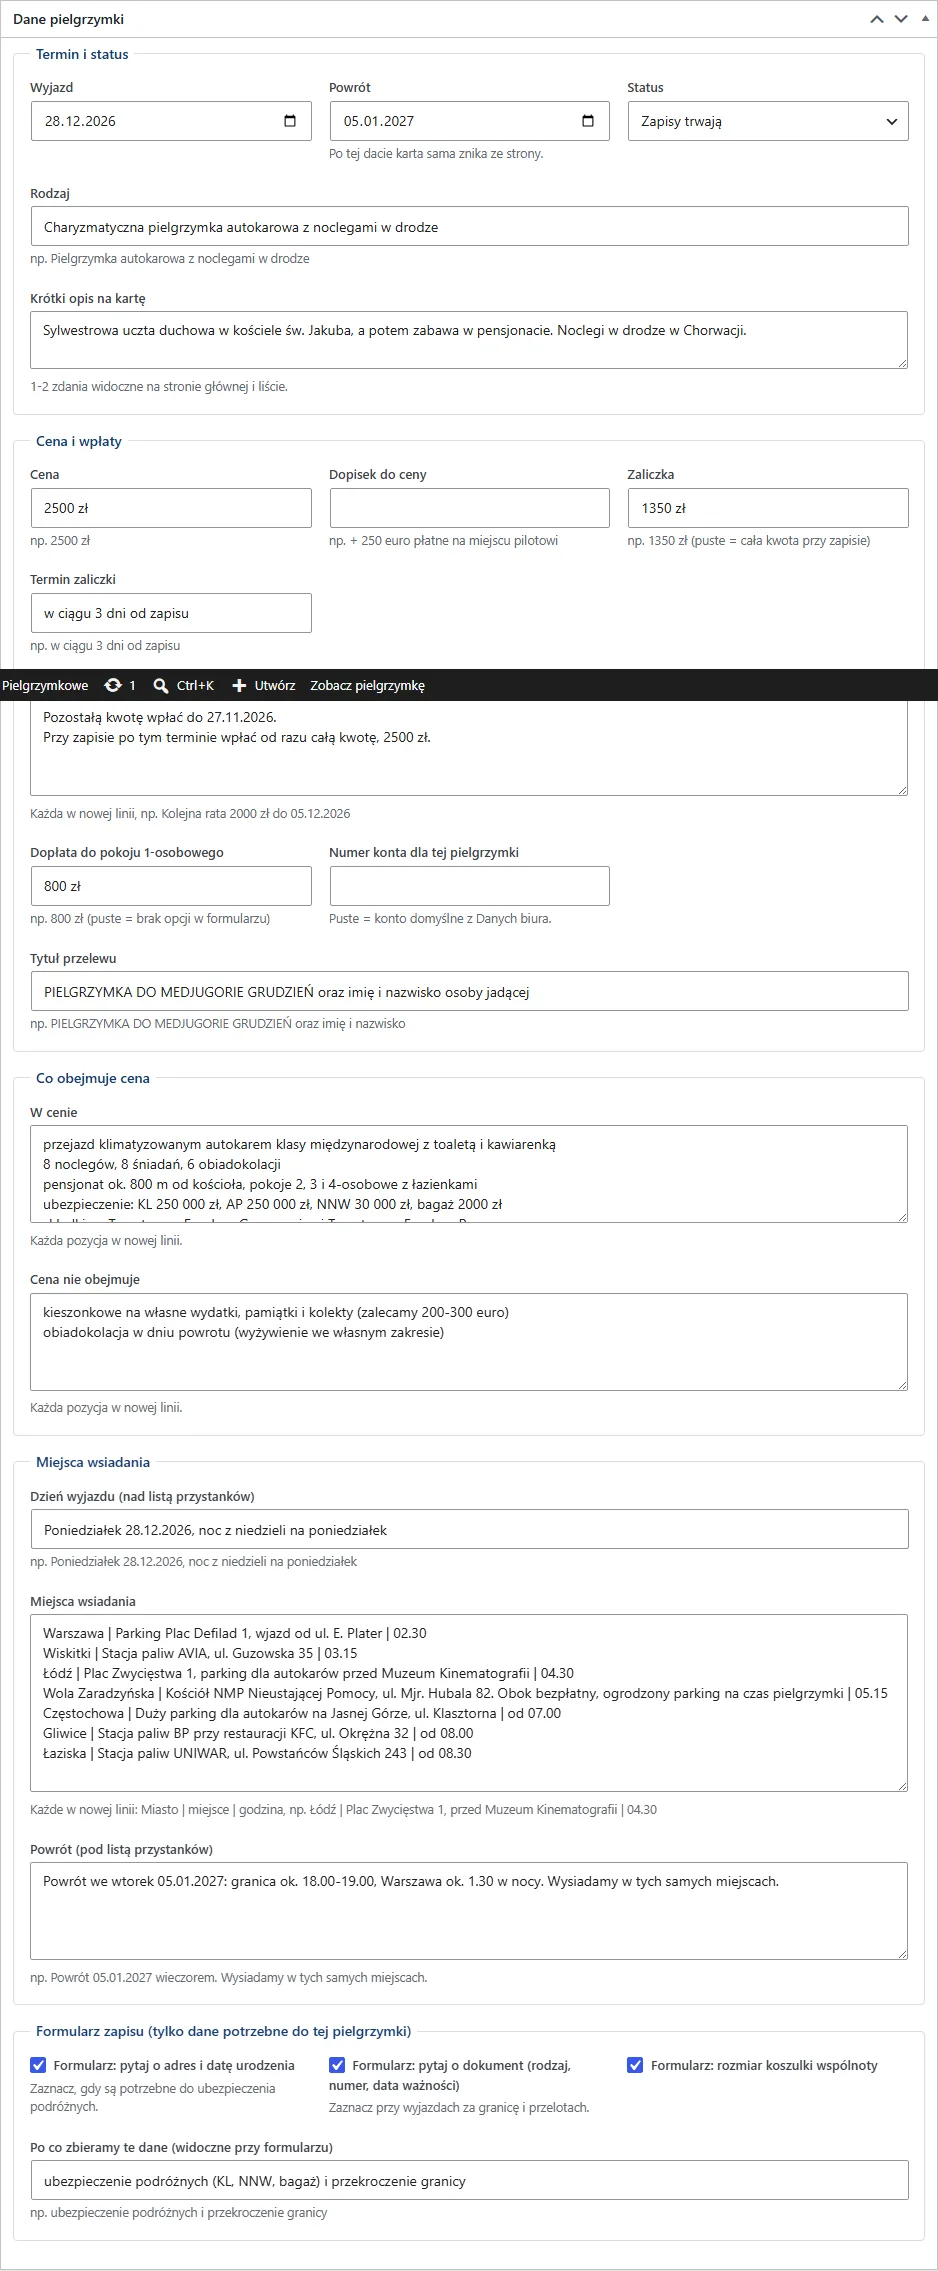 Dane pielgrzymki
Termin i status
Wyjazd
28.12.2026
Powrót
05.01.2027
Po tej dacie karta sama znika ze strony.
Status
Zapisy trwają
Rodzaj
Charyzmatyczna pielgrzymka autokarowa z noclegami w drodze
np. Pielgrzymka autokarowa z noclegami w drodze
Krótki opis na kartę
Sylwestrowa uczta duchowa w kościele św. Jakuba, a potem zabawa w pensjonacie. Noclegi w drodze w Chorwacji.
1-2 zdania widoczne na stronie głównej i liście.
Cena i wpłaty
Cena
2500 zł
np. 2500 zł
Dopisek do ceny
np. + 250 euro płatne na miejscu pilotowi
Zaliczka
1350 zł
np. 1350 zł (puste = cała kwota przy zapisie)
Termin zaliczki
w ciągu 3 dni od zapisu
np. w ciągu 3 dni od zapisu
Pielgrzymkowe 1 Ctrl+K Utwórz Zobacz pielgrzymkę
Pozostałą kwotę wpłać do 27.11.2026.
Przy zapisie po tym terminie wpłać od razu całą kwotę, 2500 zł.
Każda w nowej linii, np. Kolejna rata 2000 zł do 05.12.2026
Dopłata do pokoju 1-osobowego
800 zł
np. 800 zł (puste = brak opcji w formularzu)
Numer konta dla tej pielgrzymki
Puste = konto domyślne z Danych biura.
Tytuł przelewu
PIELGRZYMKA DO MEDJUGORIE GRUDZIEŃ oraz imię i nazwisko osoby jadącej
np. PIELGRZYMKA DO MEDJUGORIE GRUDZIEŃ oraz imię i nazwisko
Co obejmuje cena
W cenie
przejazd klimatyzowanym autokarem klasy międzynarodowej z toaletą i kawiarenką
8 noclegów, 8 śniadań, 6 obiadokolacji
pensjonat ok. 800 m od kościoła, pokoje 2, 3 i 4-osobowe z łazienkami
ubezpieczenie: KL 250 000 zł, AP 250 000 zł, NNW 30 000 zł, bagaż 2000 zł
Każda pozycja w nowej linii.
Cena nie obejmuje
kieszonkowe na własne wydatki, pamiątki i kolekty (zalecamy 200-300 euro)
obiadokolacja w dniu powrotu (wyżywienie we własnym zakresie)
Każda pozycja w nowej linii.
Miejsca wsiadania
Dzień wyjazdu (nad listą przystanków)
Poniedziałek 28.12.2026, noc z niedzieli na poniedziałek
np. Poniedziałek 28.12.2026, noc z niedzieli na poniedziałek
Miejsca wsiadania
Warszawa | Parking Plac Defilad 1, wjazd od ul. E. Plater | 02.30
Wiskitki | Stacja paliw AVIA, ul. Guzowska 35 | 03.15
Łódź | Plac Zwycięstwa 1, parking dla autokarów przed Muzeum Kinematografii | 04.30
Wola Zaradzyńska | Kościół NMP Nieustającej Pomocy, ul. Mjr. Hubala 82. Obok bezpłatny, ogrodzony parking na czas pielgrzymki | 05.15
Częstochowa | Duży parking dla autokarów na Jasnej Górze, ul. Klasztorna | od 07.00
Gliwice | Stacja paliw BP przy restauracji KFC, ul. Okrężna 32 | od 08.00
Łaziska | Stacja paliw UNIWAR, ul. Powstańców Śląskich 243 | od 08.30
Każde w nowej linii: Miasto | miejsce | godzina, np. Łódź | Plac Zwycięstwa 1, przed Muzeum Kinematografii | 04.30
Powrót (pod listą przystanków)
Powrót we wtorek 05.01.2027: granica ok. 18.00-19.00, Warszawa ok. 1.30 w nocy. Wysiadamy w tych samych miejscach.
np. Powrót 05.01.2027 wieczorem. Wysiadamy w tych samych miejscach.
Formularz zapisu (tylko dane potrzebne do tej pielgrzymki)
Formularz: pytaj o adres i datę urodzenia
Zaznacz, gdy są potrzebne do ubezpieczenia
podróżnych.
Formularz: pytaj o dokument (rodzaj,
numer, data ważności)
Zaznacz przy wyjazdach za granicę i przelotach.
Formularz: rozmiar koszulki wspólnoty
Po co zbieramy te dane (widoczne przy formularzu)
ubezpieczenie podróżnych (KL, NNW, bagaż) i przekroczenie granicy
np. ubezpieczenie podróżnych i przekroczenie granicy